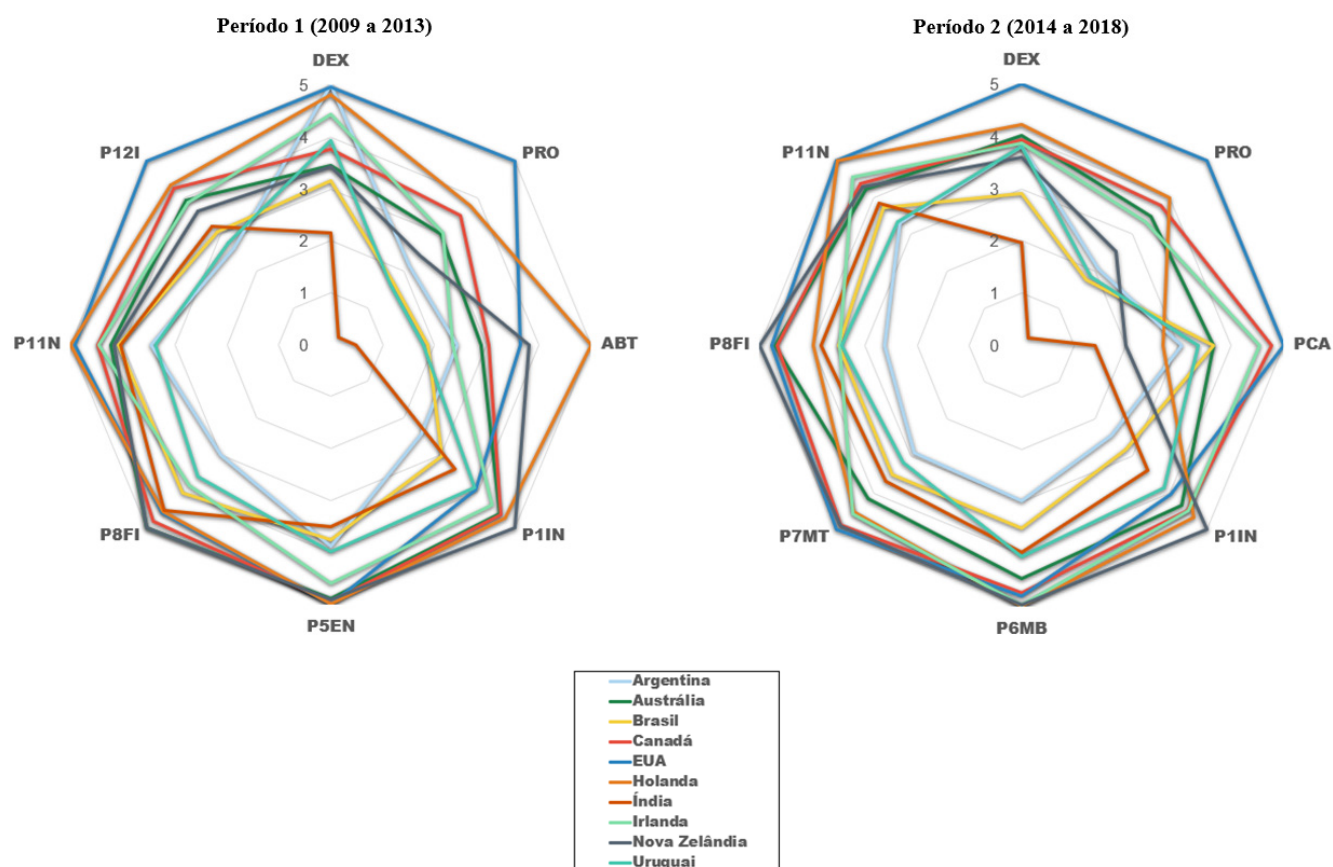 Período 1 (2009 a 2013)
DEX
5
P12I
PRO
4
3
2
1
P11N
0
ABT
P8FI
P1IN
P5EN
Período 2 (2014 a 2018)
DEX
5
P11N
PRO
4
3
2
1
P8FI
0
PCA
P7MT
P1IN
P6MB
Argentina
Austrália
Brasil
Canadá
EUA
Holanda
Índia
Irlanda
Nova Zelândia
Uruguai